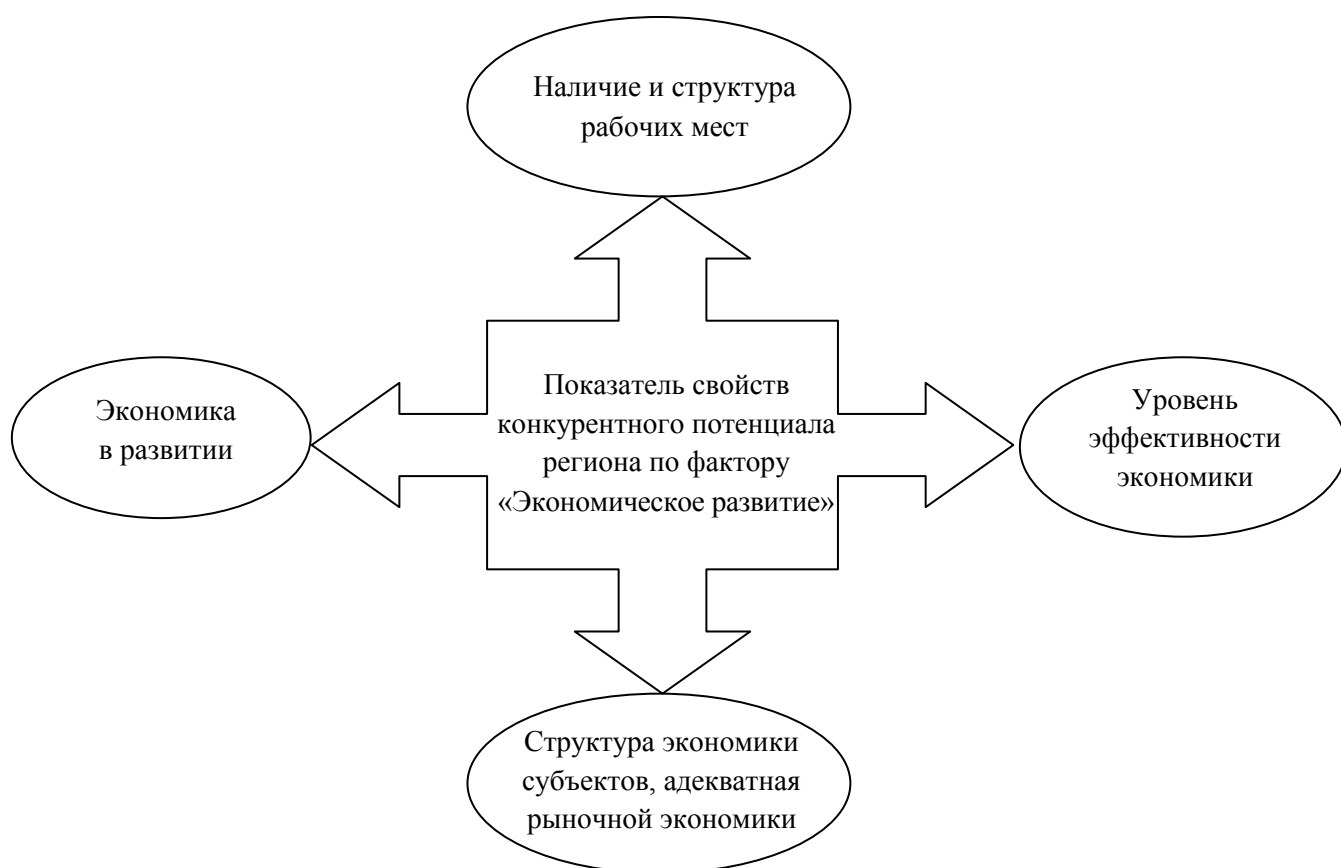 Наличие и структура
рабочих мест
Экономика
в развитии
Показатель свойств
конкурентного потенциала
региона по фактору
«Экономическое развитие»
Уровень
эффективности
экономики
Структура экономики
субъектов, адекватная
рыночной экономики